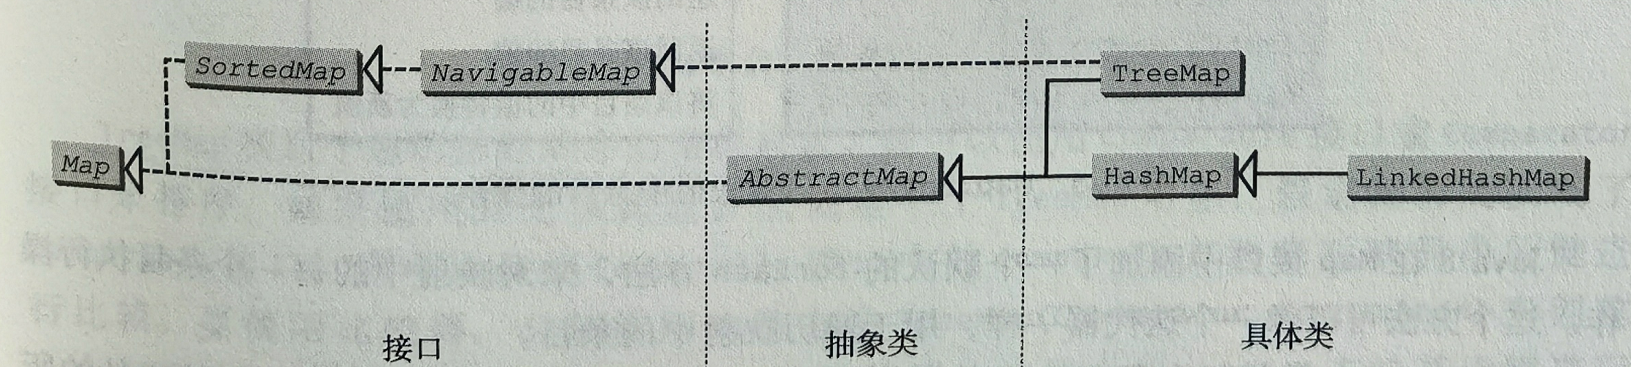 SortedMap NavigableMap TreeMap
Map AbstractMap HashMap LinkedHashMap
接口 抽象类 具体类